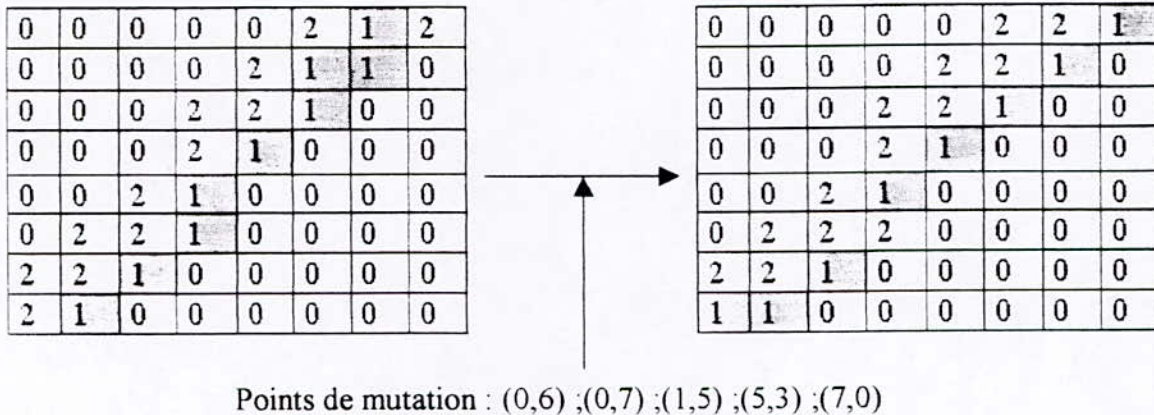 0 0 0 0 0 2 1 2
0 0 0 0 2 1 1 0
0 0 0 2 2 1 0 0
0 0 0 2 1 0 0 0
0 0 2 1 0 0 0 0
0 2 2 1 0 0 0 0
2 2 1 0 0 0 0 0
2 1 0 0 0 0 0 0
0 0 0 0 0 2 2 1
0 0 0 0 2 2 1 0
0 0 0 2 2 1 0 0
0 0 0 2 1 0 0 0
0 0 2 1 0 0 0 0
0 2 2 2 0 0 0 0
2 2 1 0 0 0 0 0
1 1 0 0 0 0 0 0
Points de mutation : (0,6) ;(0,7) ;(1,5) ;(5,3) ;(7,0)